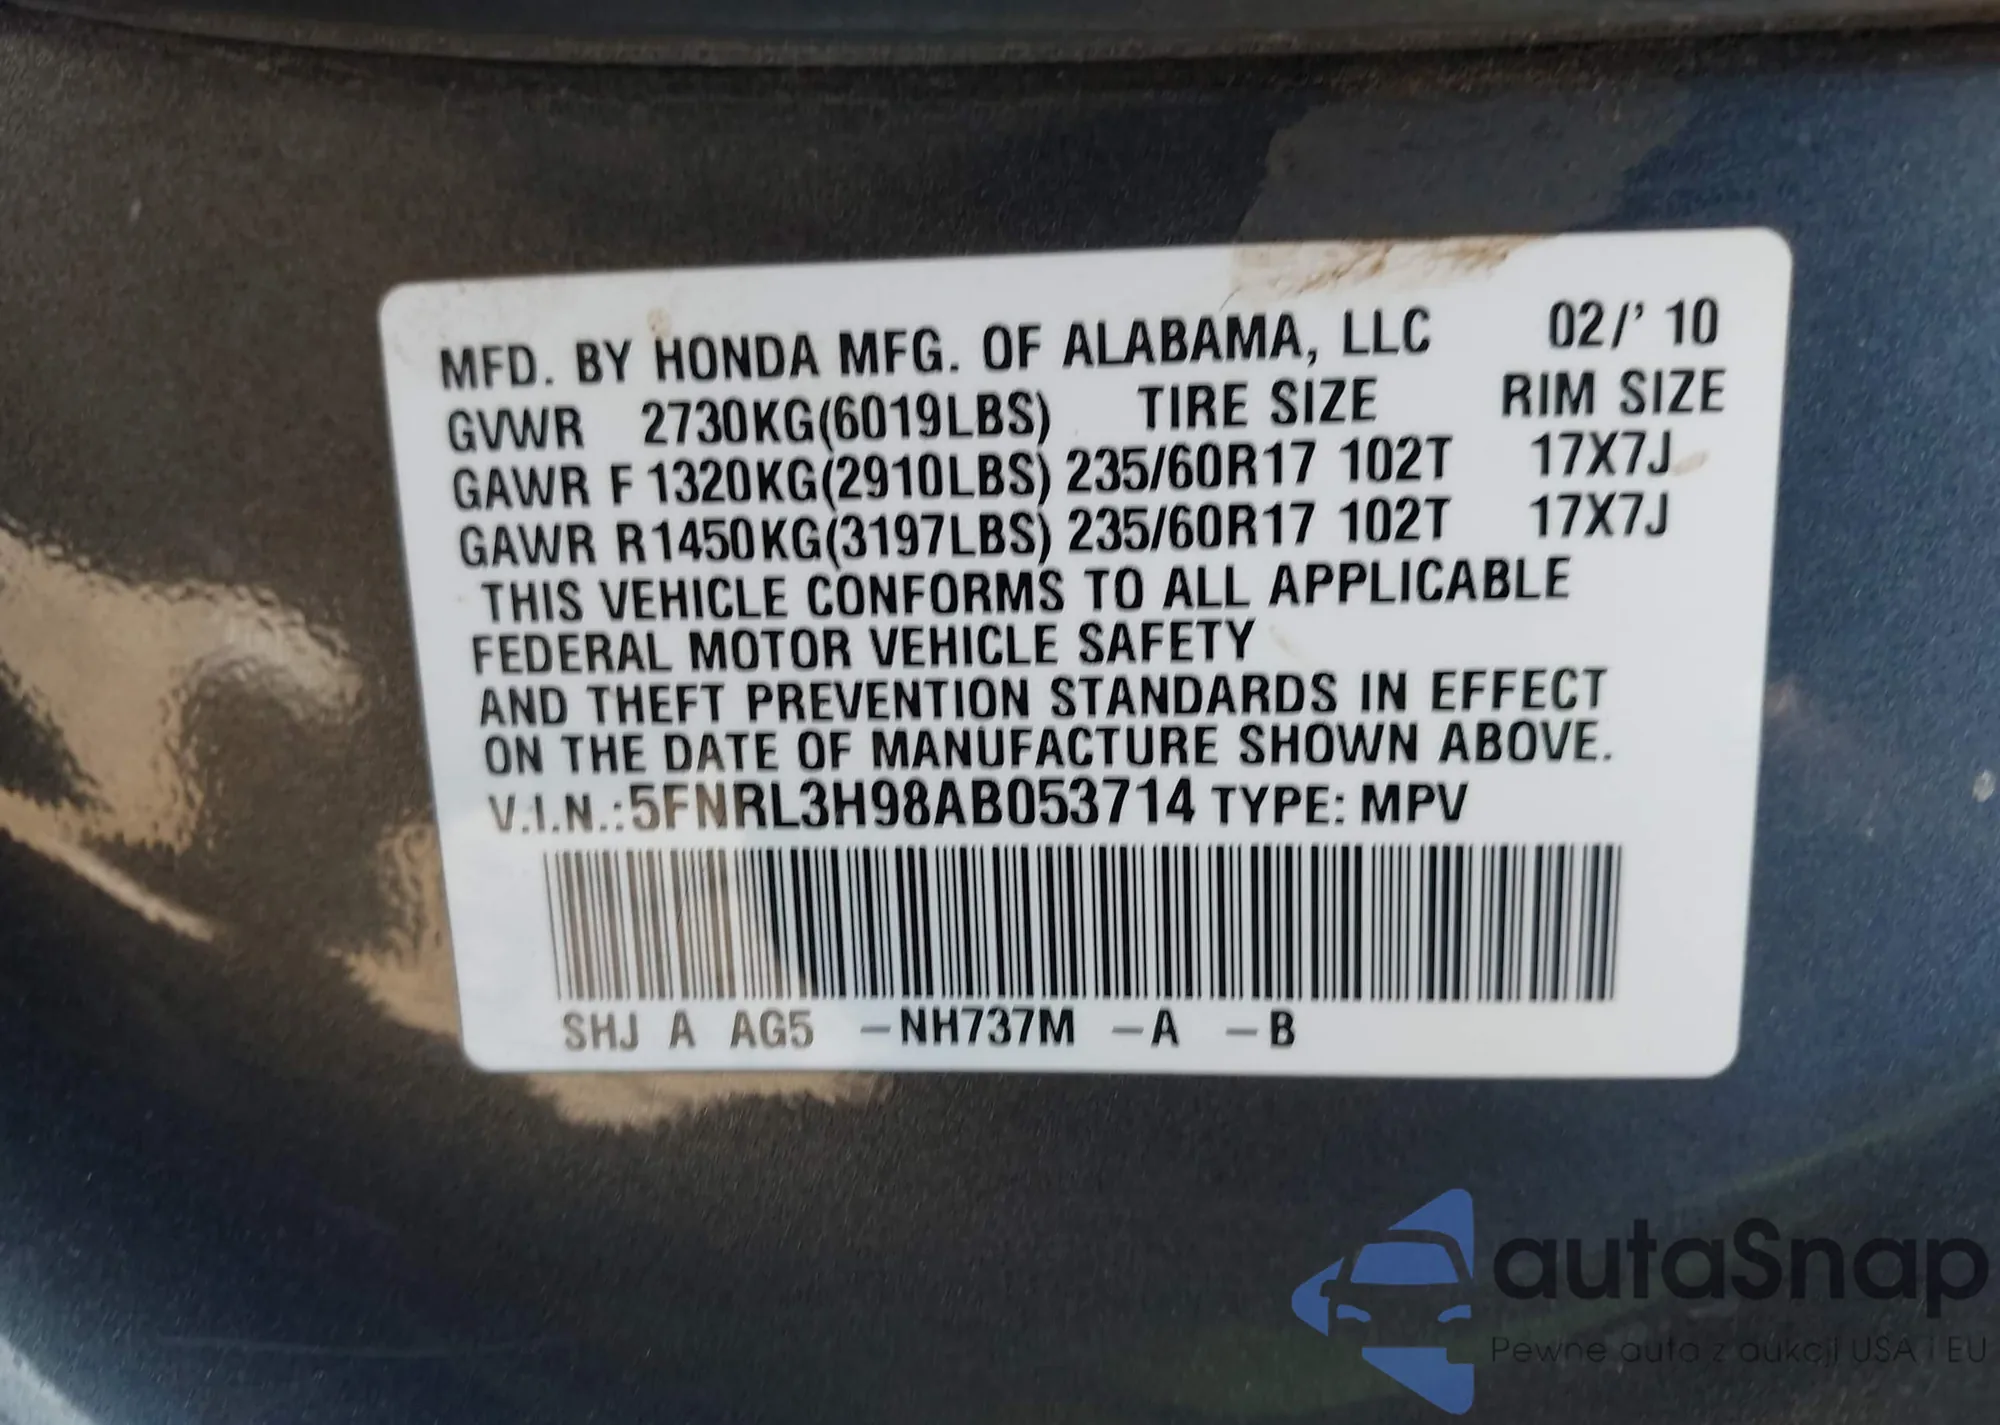 MFD. BY HONDA MFG. OF ALABAMA, LLC 02/' 10
GVWR 2730KG(6019LBS) TIRE SIZE RIM SIZE
GAWR F 1320KG(2910LBS) 235/60R17 102T 17X7J
GAWR R 1450KG(3197LBS) 235/60R17 102T 17X7J
THIS VEHICLE CONFORMS TO ALL APPLICABLE
FEDERAL MOTOR VEHICLE SAFETY
AND THEFT PREVENTION STANDARDS IN EFFECT
ON THE DATE OF MANUFACTURE SHOWN ABOVE.
V.I.N.:5FNRL3H98AB053714 TYPE: MPV
SHJ A AG5 -NH737M -A -B
autaSnap
Pewne auta z aukcji USA i EU